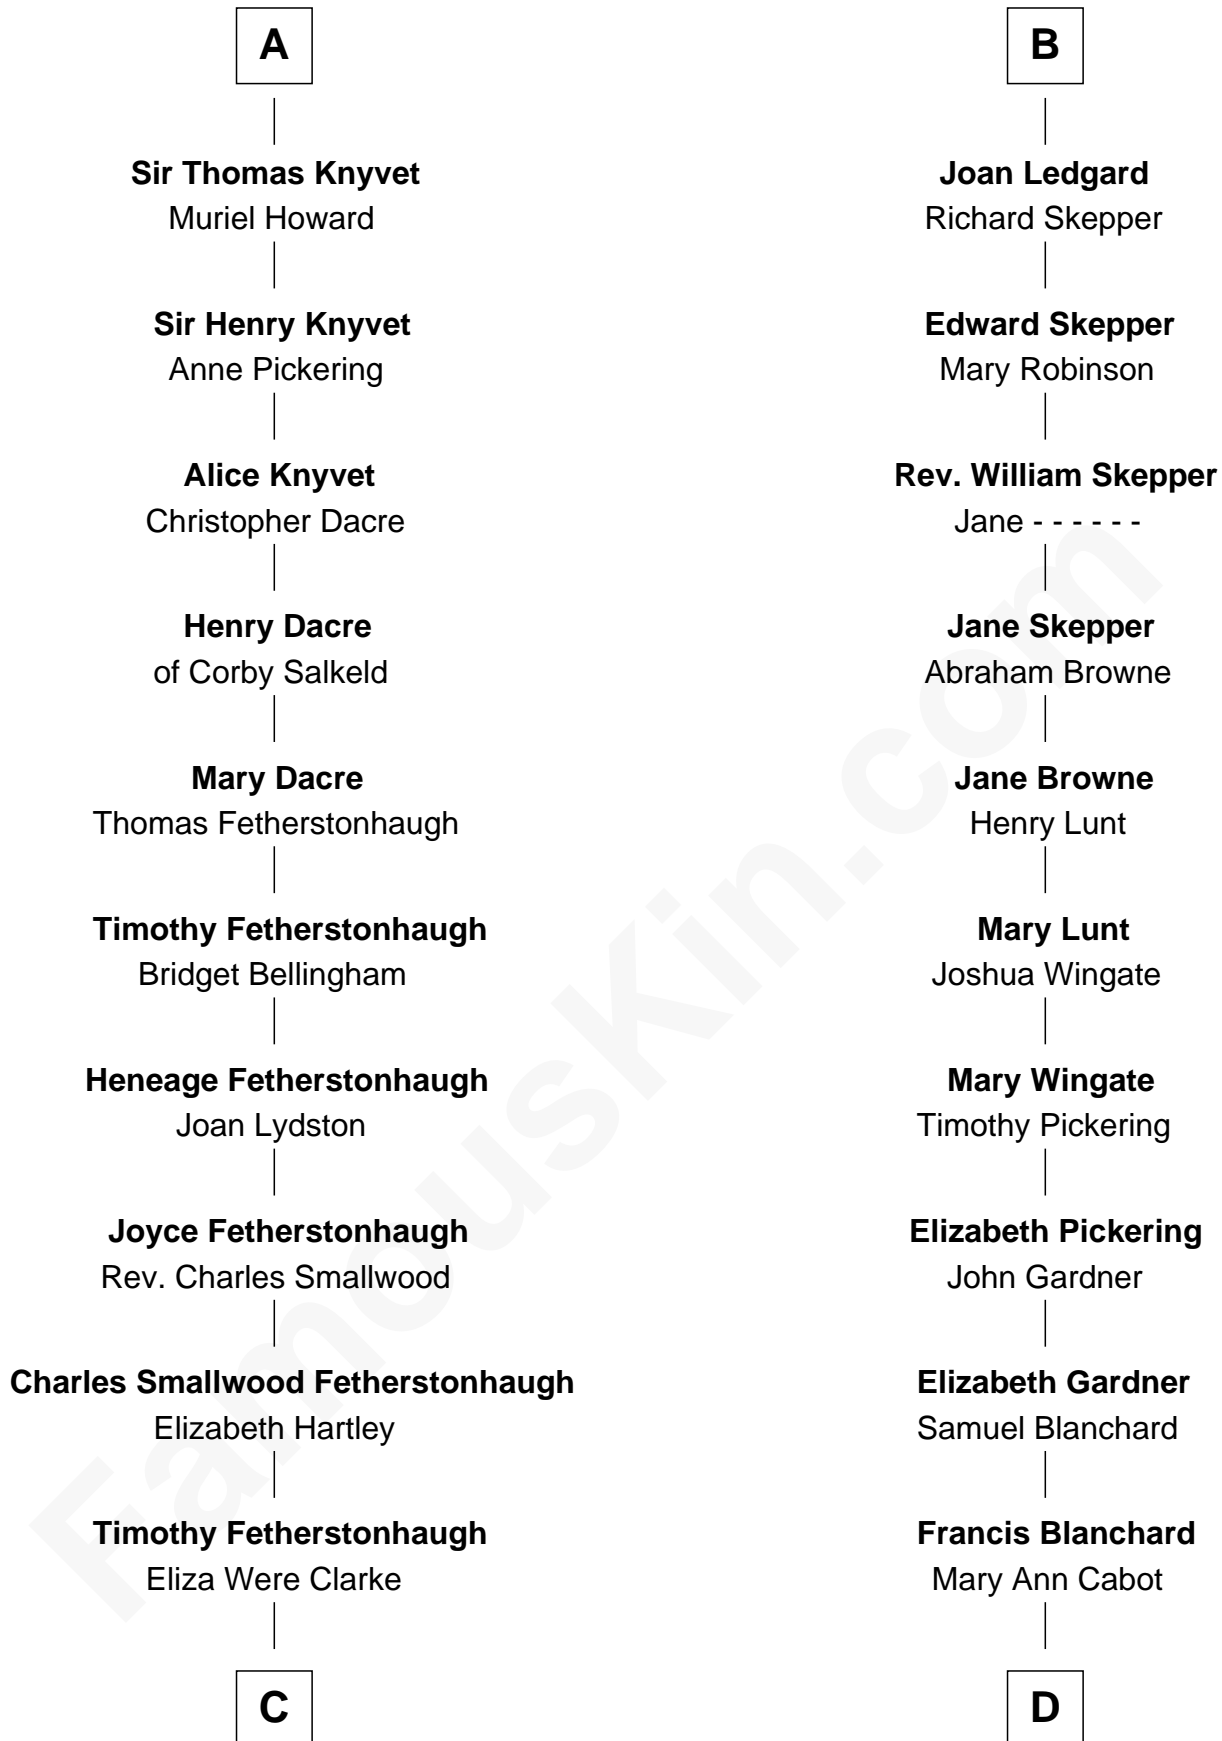 A
Sir Thomas Knyvet
Muriel Howard
Sir Henry Knyvet
Anne Pickering
Alice Knyvet
Christopher Dacre
Henry Dacre
of Corby Salkeld
Mary Dacre
Thomas Fetherstonhaugh
Timothy Fetherstonhaugh
Bridget Bellingham
Heneage Fetherstonhaugh
Joan Lydston
Joyce Fetherstonhaugh
Rev. Charles Smallwood
Charles Smallwood Fetherstonhaugh
Elizabeth Hartley
Timothy Fetherstonhaugh
Eliza Were Clarke
C
B
Joan Ledgard
Richard Skepper
Edward Skepper
Mary Robinson
Rev. William Skepper
Jane - - - - - -
Jane Skepper
Abraham Browne
Jane Browne
Henry Lunt
Mary Lunt
Joshua Wingate
Mary Wingate
Timothy Pickering
Elizabeth Pickering
John Gardner
Elizabeth Gardner
Samuel Blanchard
Francis Blanchard
Mary Ann Cabot
D
FamousKin.com